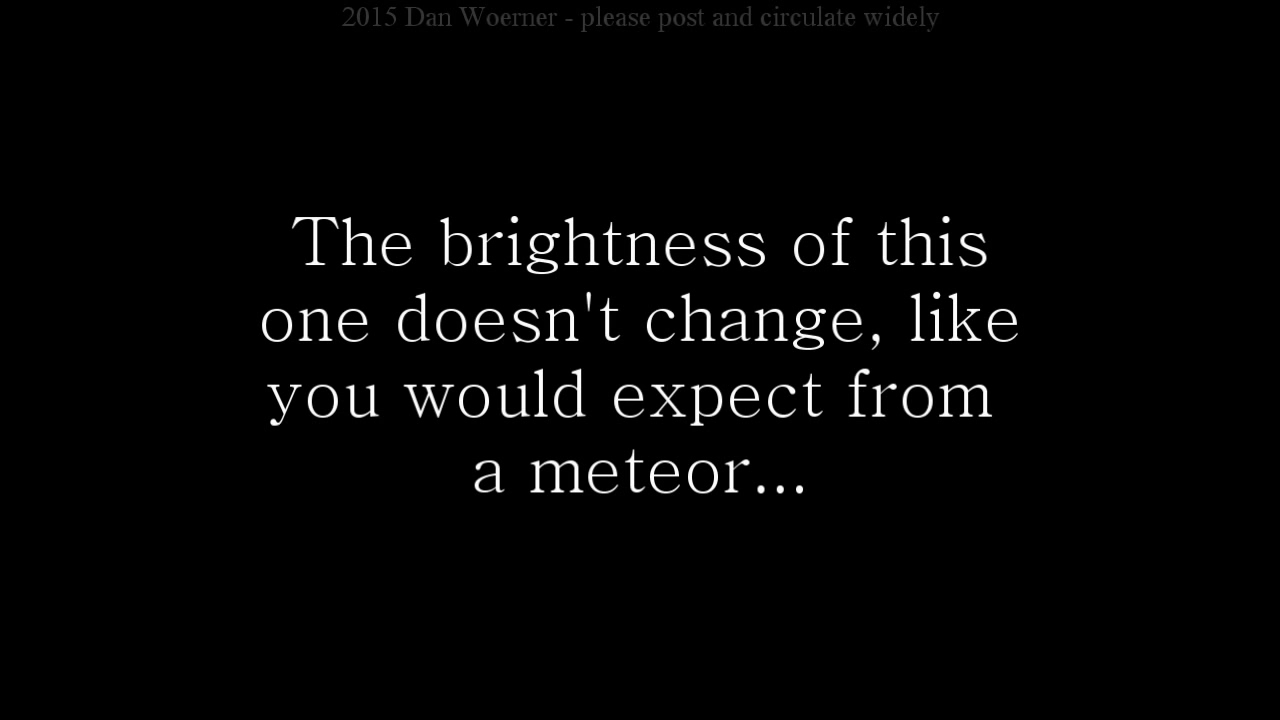 2015 Dan Woerner - please post and circulate widely
The brightness of this
one doesn't change, like
you would expect from
a meteor...